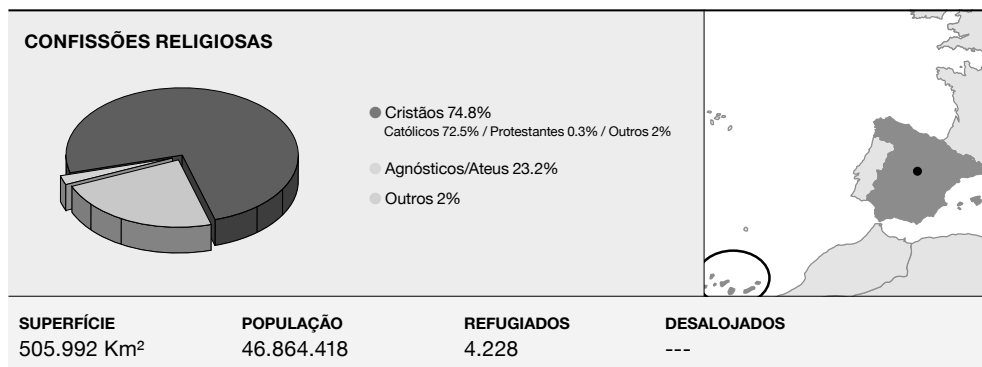 CONFISSÕES RELIGIOSAS
Cristãos 74.8%
Católicos 72.5% / Protestantes 0.3% / Outros 2%
Agnósticos/Ateus 23.2%
Outros 2%
SUPERFÍCIE
505.992 Km²
POPULAÇÃO
46.864.418
REFUGIADOS
4.228
DESALOJADOS
---